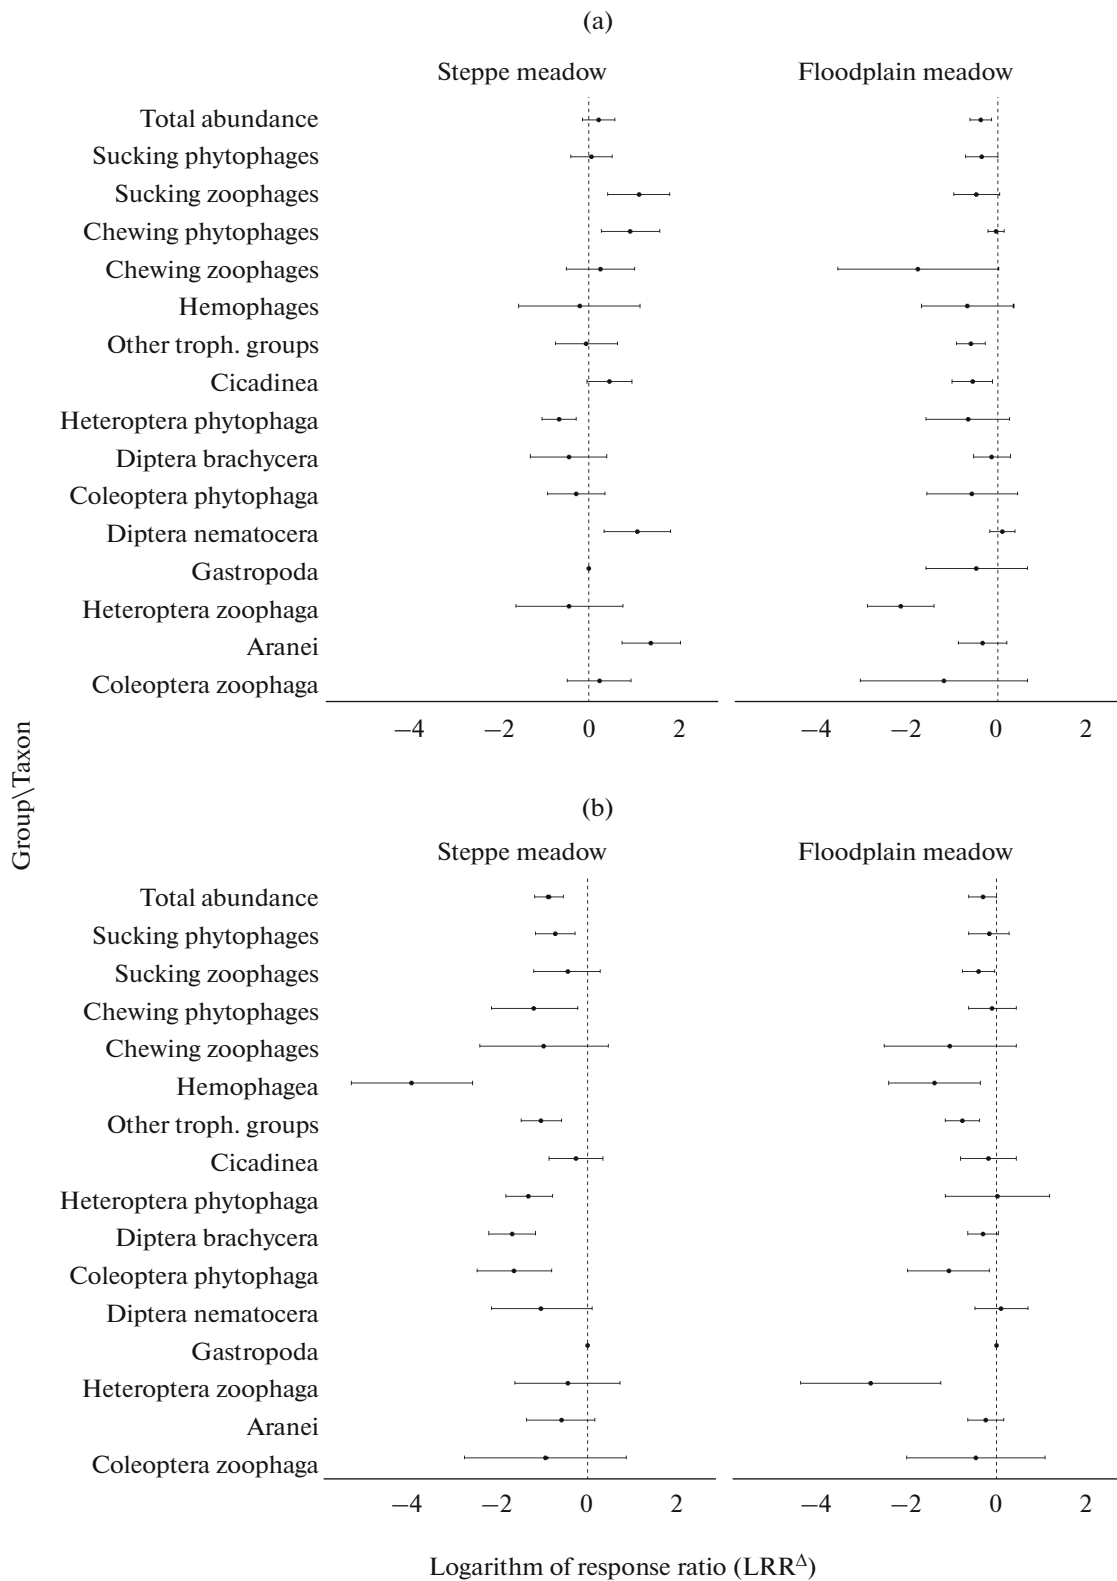 (a)
Steppe meadow
Floodplain meadow
Total abundance
Sucking phytophages
Sucking zoophages
Chewing phytophages
Chewing zoophages
Hemophages
Other troph. groups
Cicadinea
Heteroptera phytophaga
Diptera brachycera
Coleoptera phytophaga
Diptera nematocera
Gastropoda
Heteroptera zoophaga
Aranei
Coleoptera zoophaga
−4 −2 0 2
−4 −2 0 2
Group\Taxon
(b)
Steppe meadow
Floodplain meadow
Total abundance
Sucking phytophages
Sucking zoophages
Chewing phytophages
Chewing zoophages
Hemophagea
Other troph. groups
Cicadinea
Heteroptera phytophaga
Diptera brachycera
Coleoptera phytophaga
Diptera nematocera
Gastropoda
Heteroptera zoophaga
Aranei
Coleoptera zoophaga
−4 −2 0 2
−4 −2 0 2
Logarithm of response ratio (LRR^Δ)